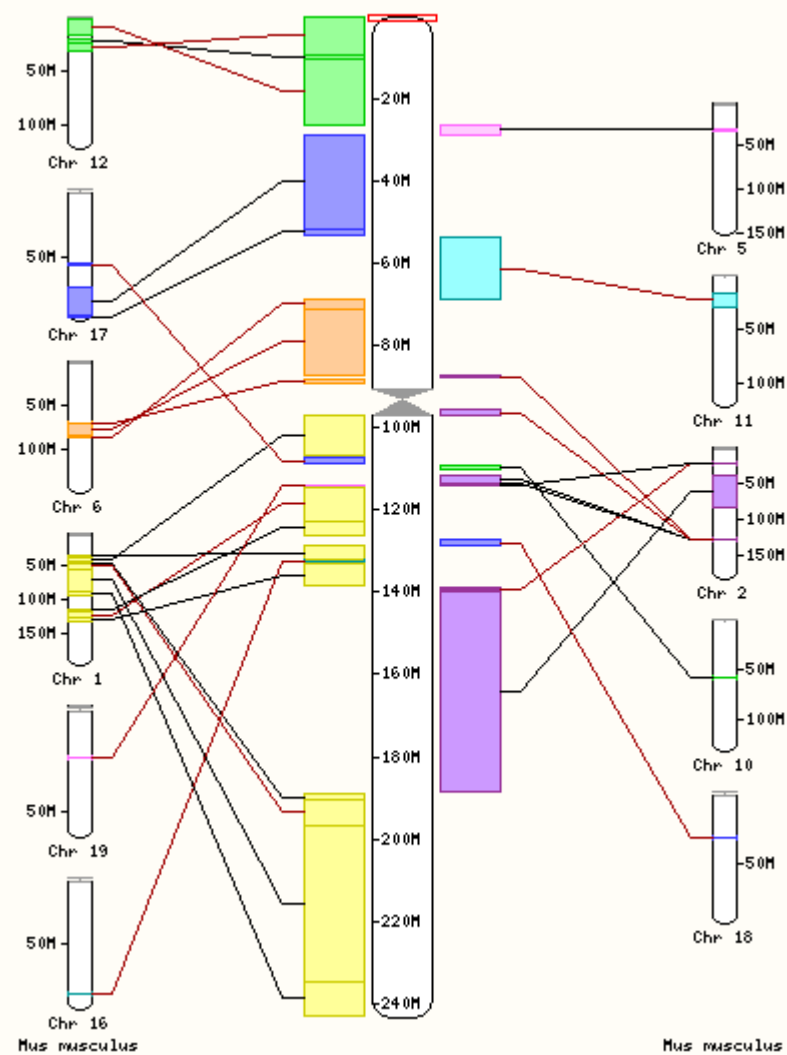 50M
100M
Chr 12
50M
Chr 17
50M
100M
Chr 6
50M
100M
150M
Chr 1
50M
Chr 19
50M
Chr 16
Mus musculus
20M
40M
60M
80M
100M
120M
140M
160M
180M
200M
220M
240M
50M
100M
150M
Chr 5
50M
100M
Chr 11
50M
100M
150M
Chr 2
50M
100M
Chr 10
50M
Chr 18
Mus musculus